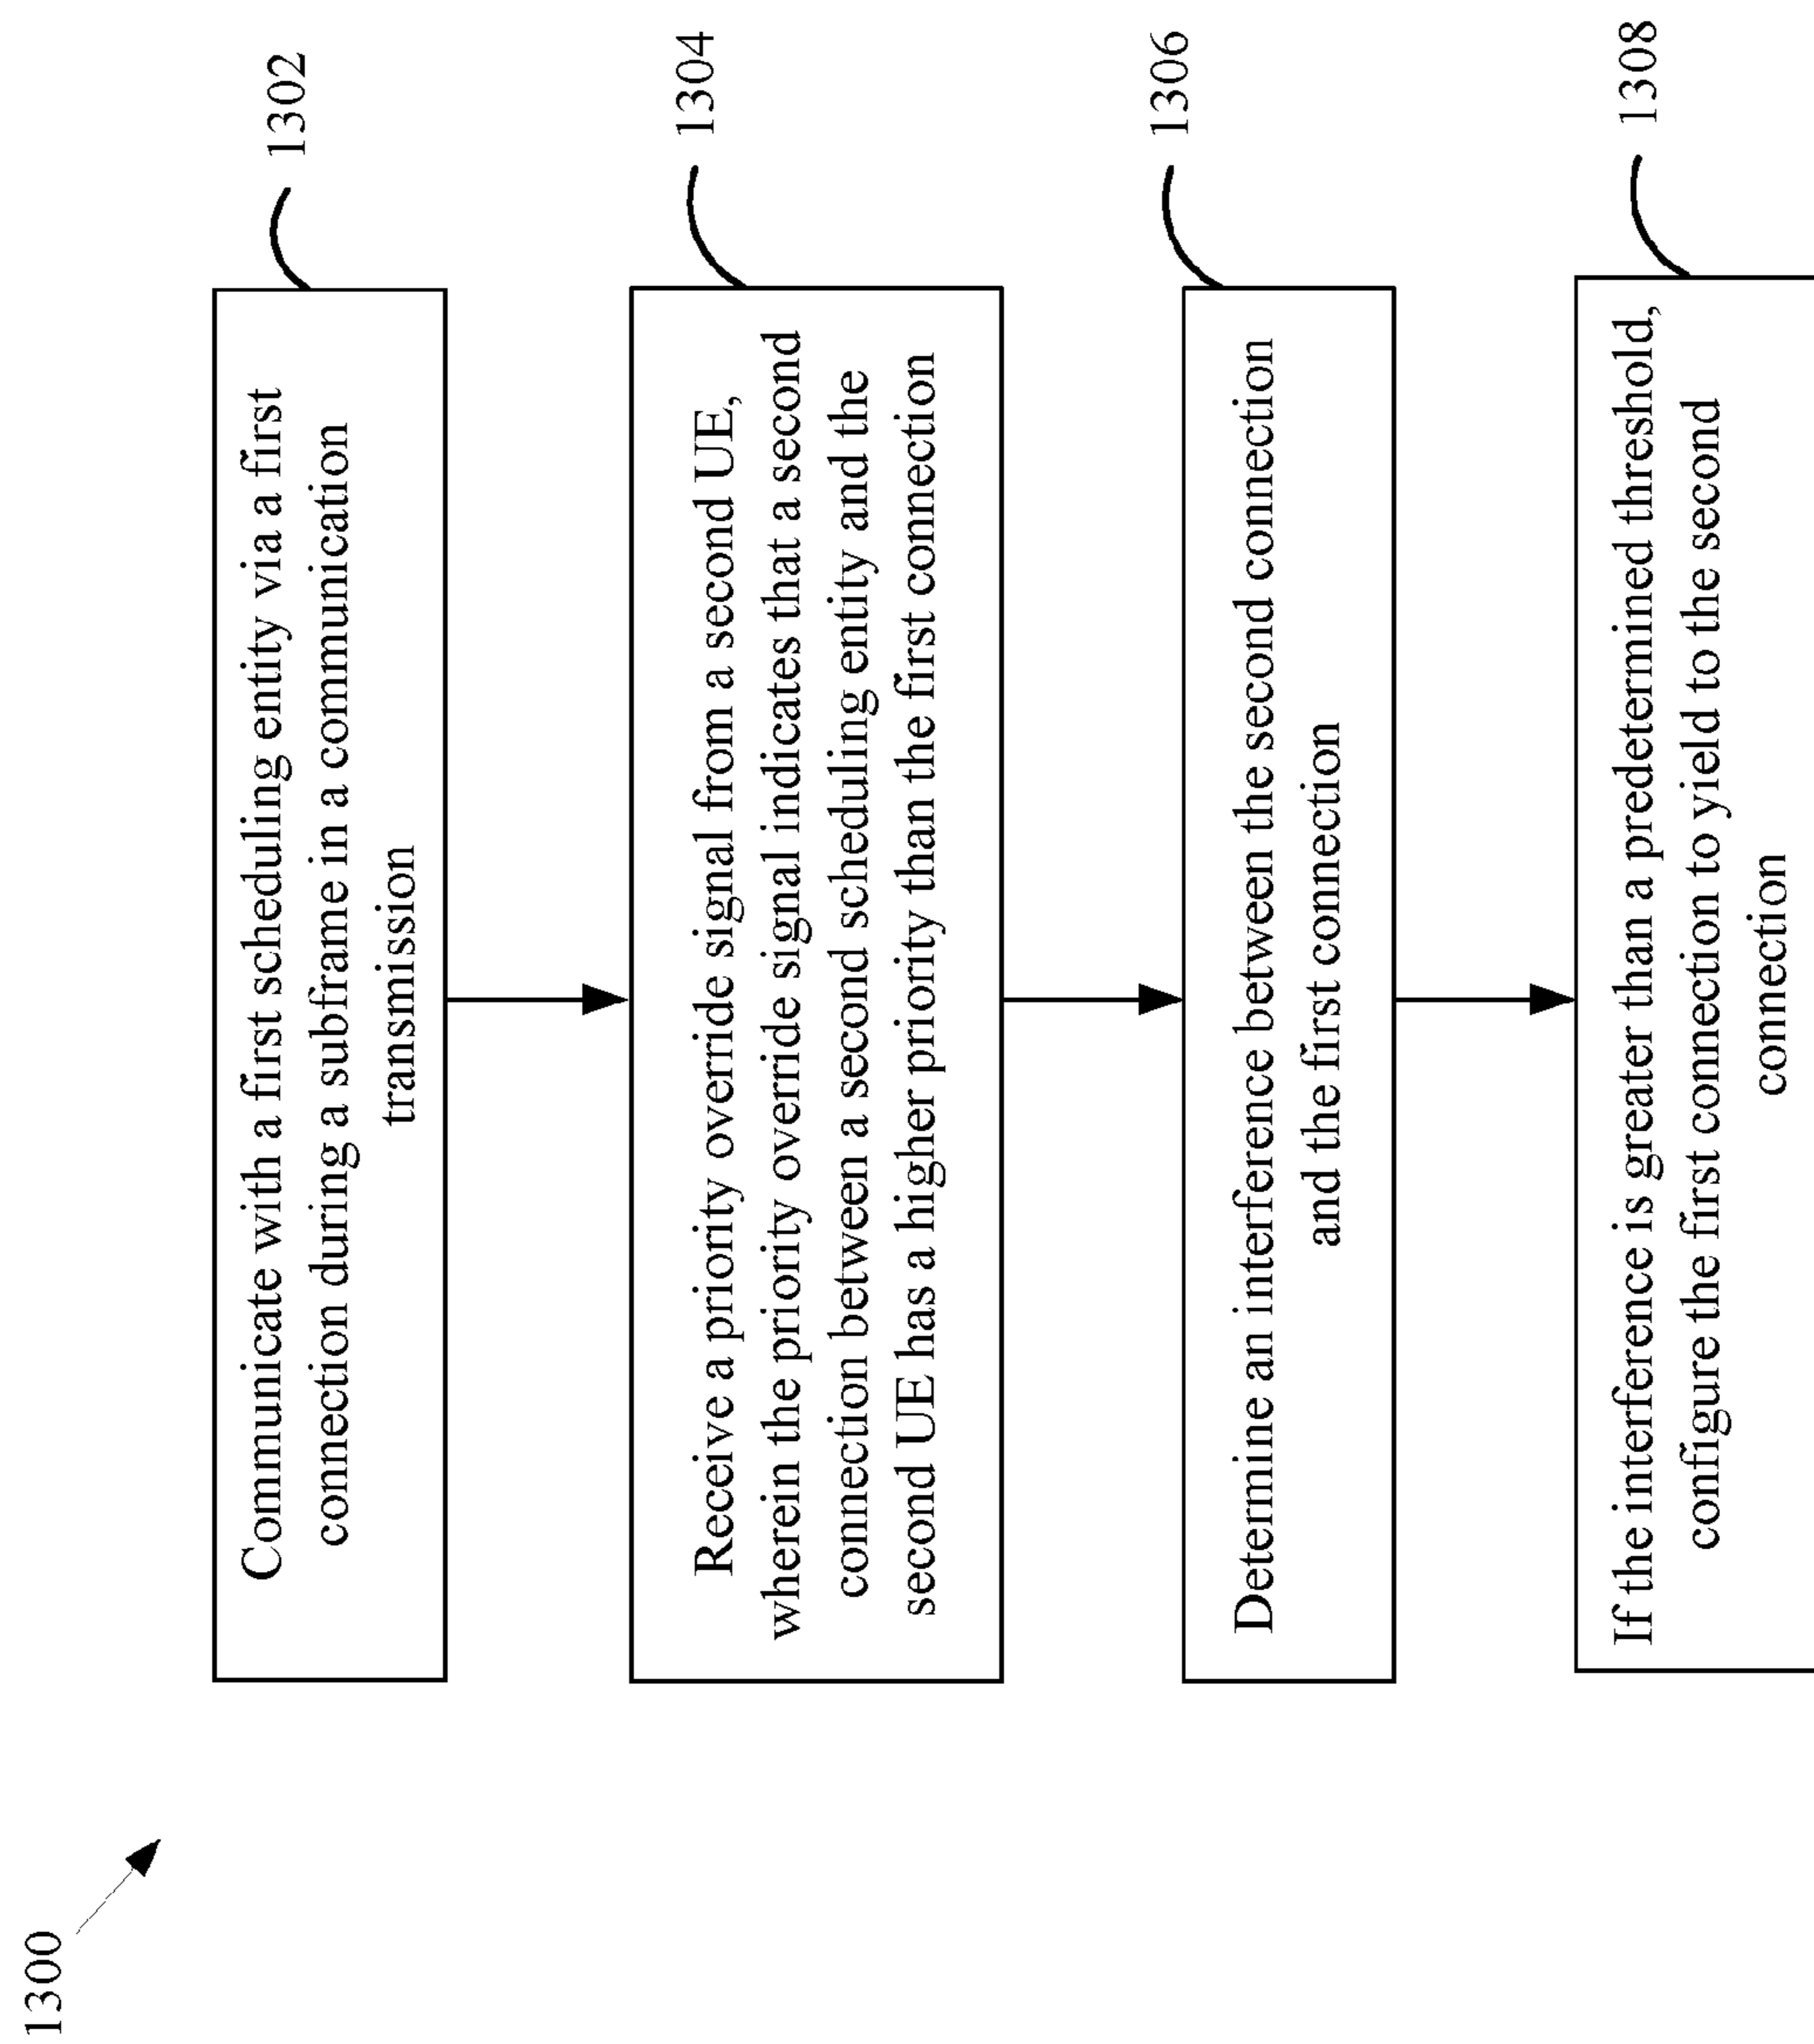 1300
Communicate with a first scheduling entity via a first
connection during a subframe in a communication
transmission
1302
Receive a priority override signal from a second UE,
wherein the priority override signal indicates that a second
connection between a second scheduling entity and the
second UE has a higher priority than the first connection
1304
Determine an interference between the second connection
and the first connection
1306
If the interference is greater than a predetermined threshold,
configure the first connection to yield to the second
connection
1308